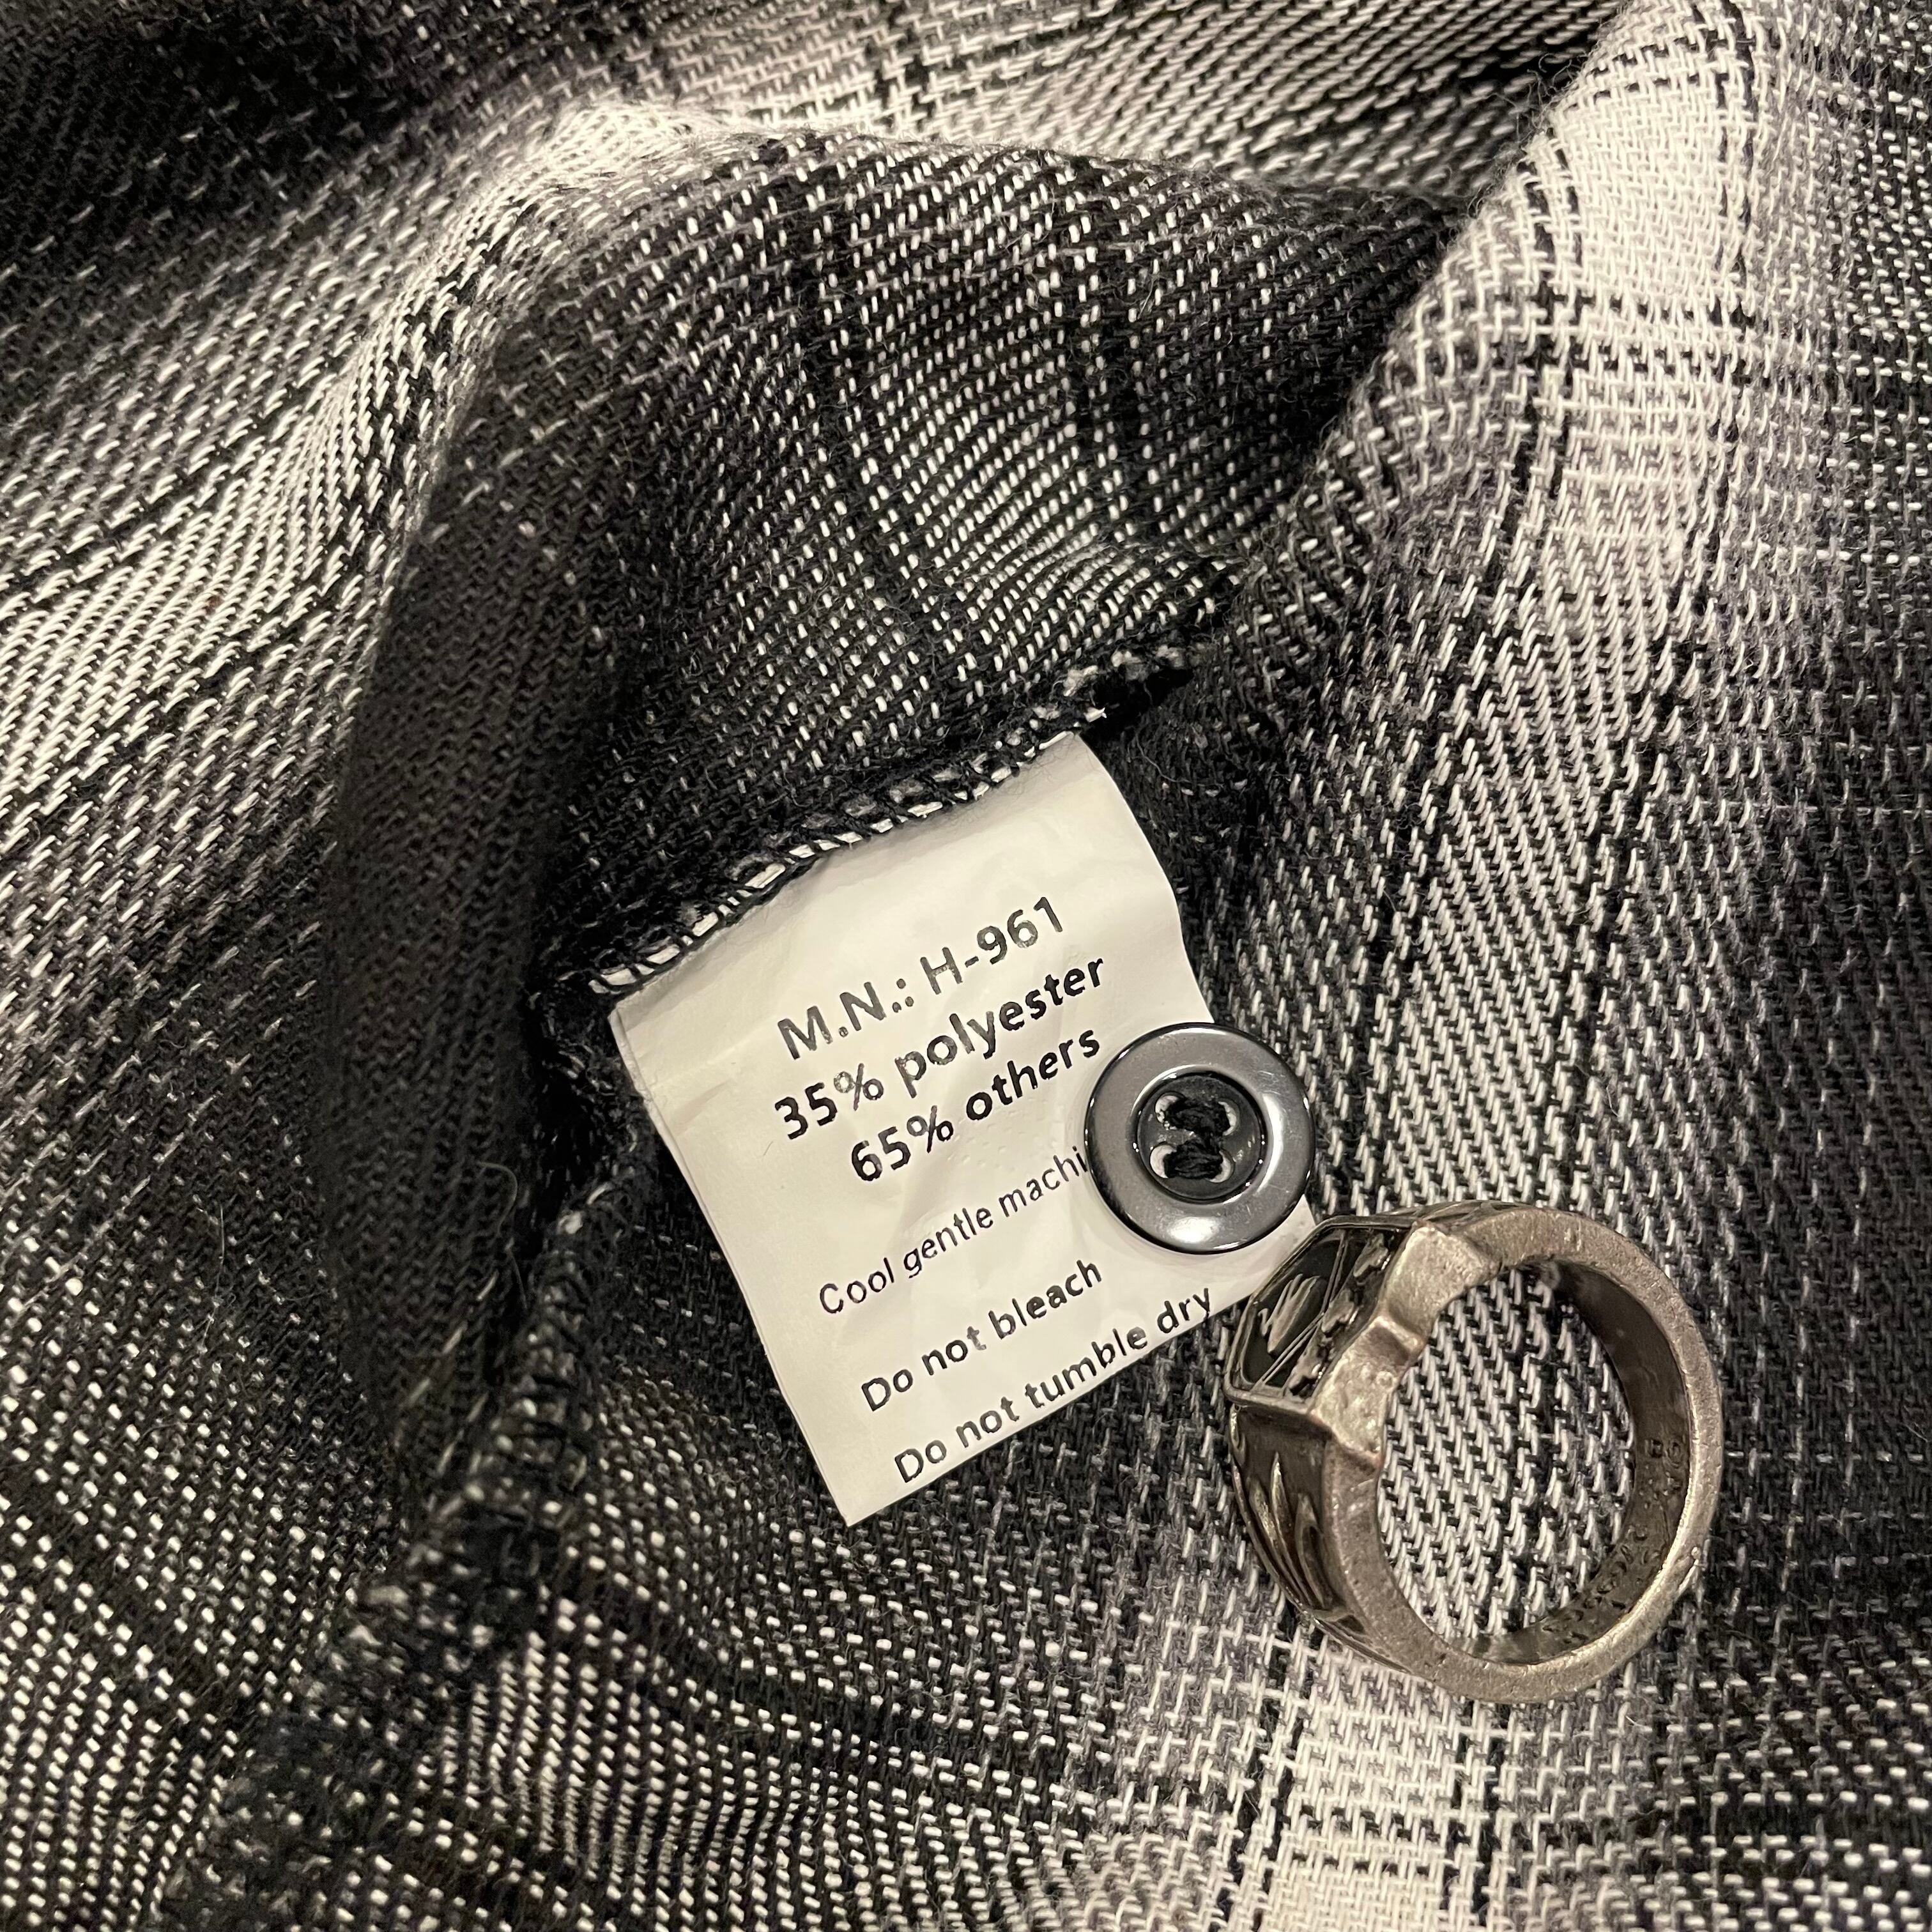 M.N.: H-961
35% polyester
65% others
Cool gentle machi
Do not bleach
Do not tumble dry